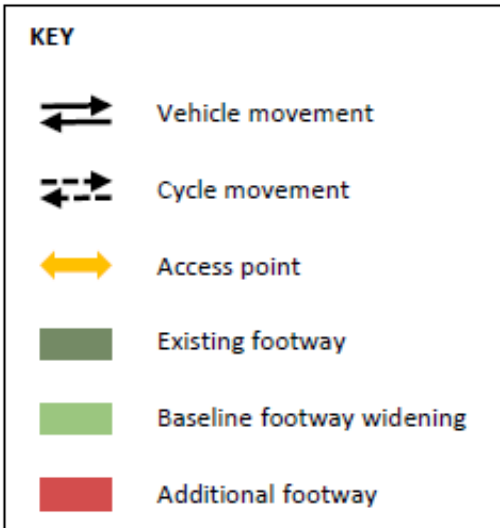 KEY
Vehicle movement
Cycle movement
Access point
Existing footway
Baseline footway widening
Additional footway